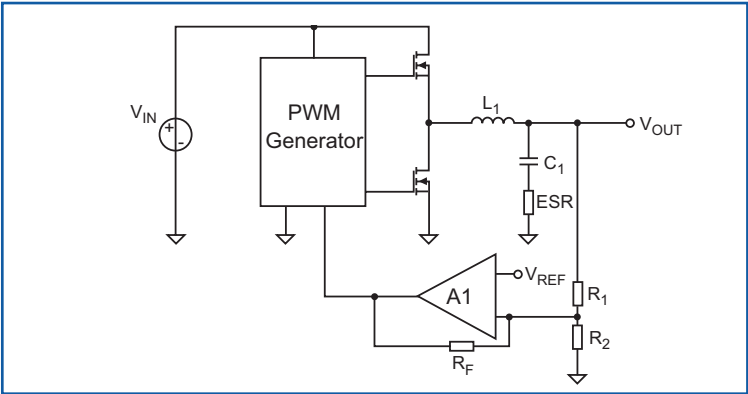 V_IN
+
-
PWM
Generator
L_1
V_OUT
C_1
ESR
V_REF
A1
R_1
R_2
R_F